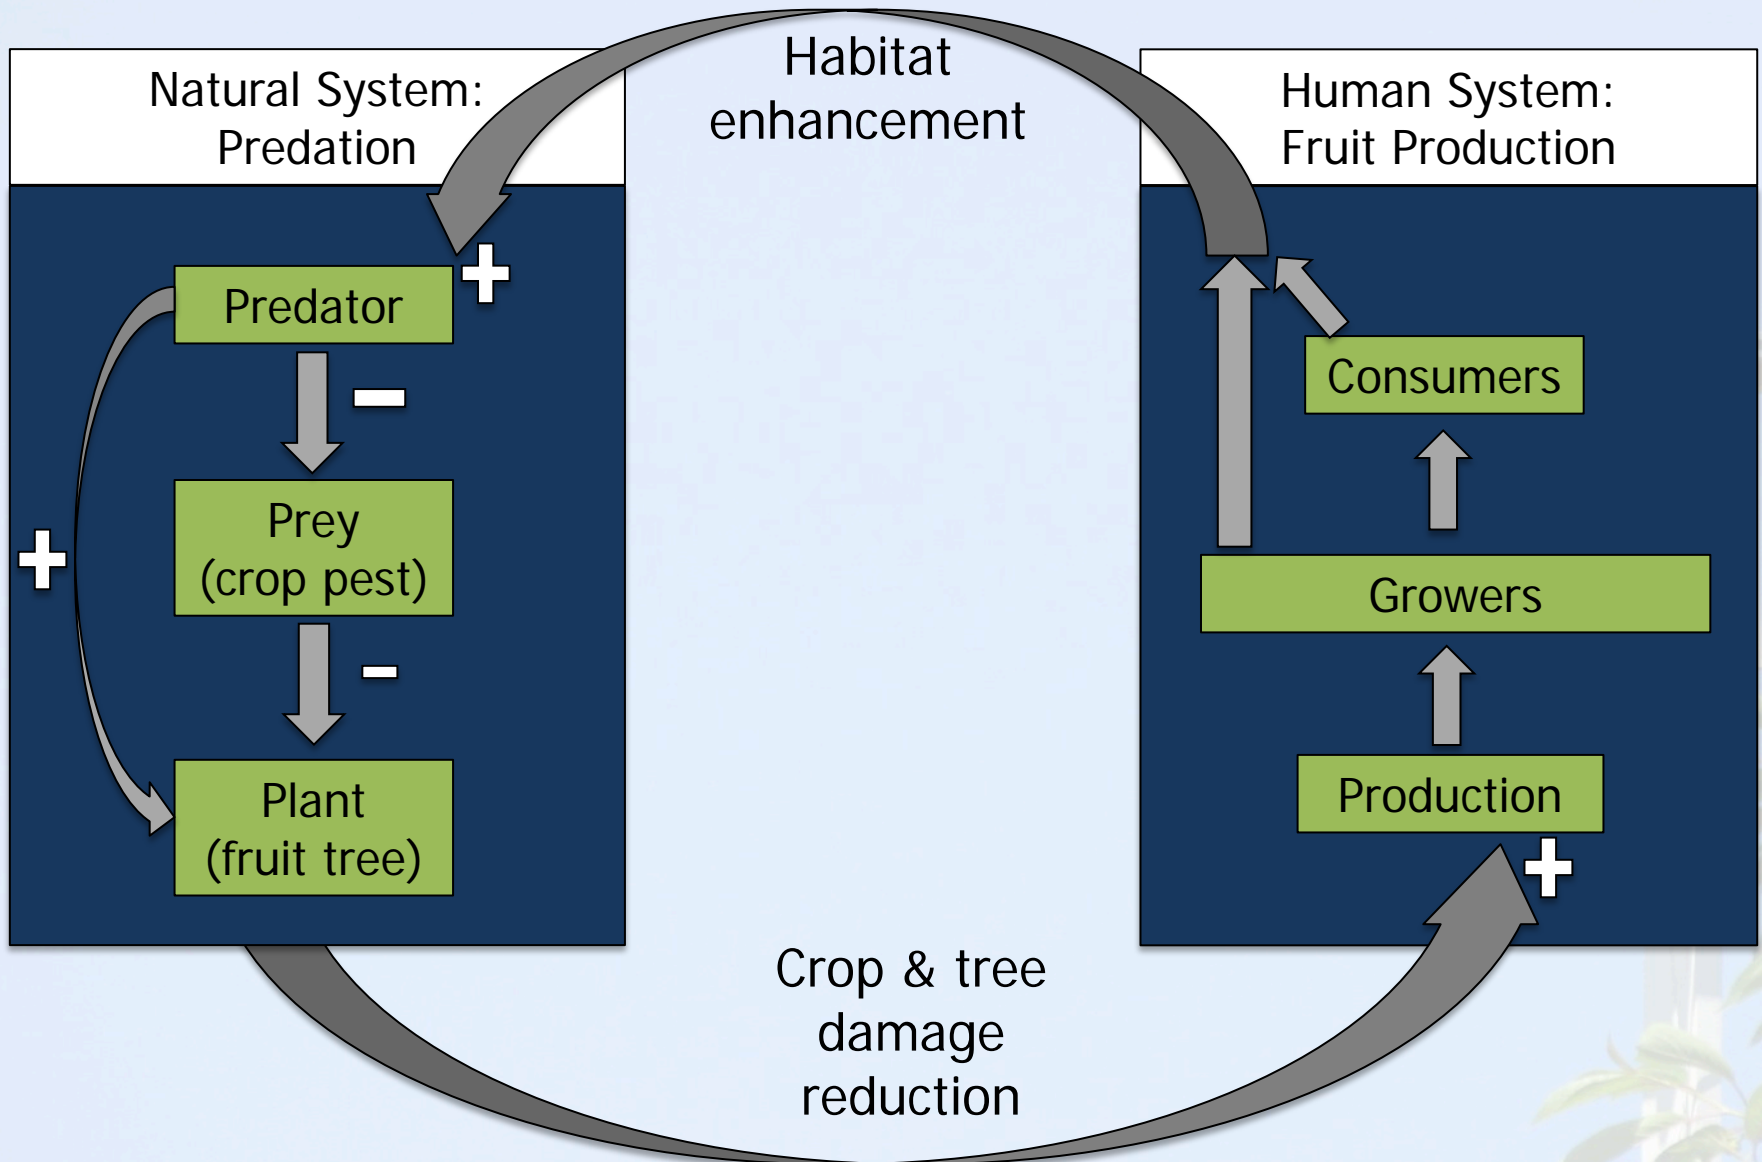 Habitat
enhancement
Natural System:
Predation
Human System:
Fruit Production
+
Predator
−
Prey
(crop pest)
+
−
Plant
(fruit tree)
Consumers
Growers
Production
+
Crop & tree
damage
reduction